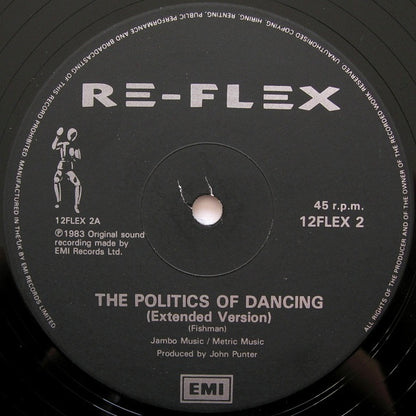 UNAUTHORISED COPYING, HIRING, RENTING, PUBLIC PERFORMANCE AND BROADCASTING OF THIS RECORD PROHIBITED. MANUFACTURED IN THE U.K. BY EMI RECORDS LIMITED
ALL RIGHTS OF THE PRODUCER AND OF THE OWNER OF THE RECORDED WORK RESERVED.
RE-FLEX
12FLEX 2A
℗1983 Original sound
recording made by
EMI Records Ltd.
45 r.p.m.
12FLEX 2
THE POLITICS OF DANCING
(Extended Version)
(Fishman)
Jambo Music / Metric Music
Produced by John Punter
EMI